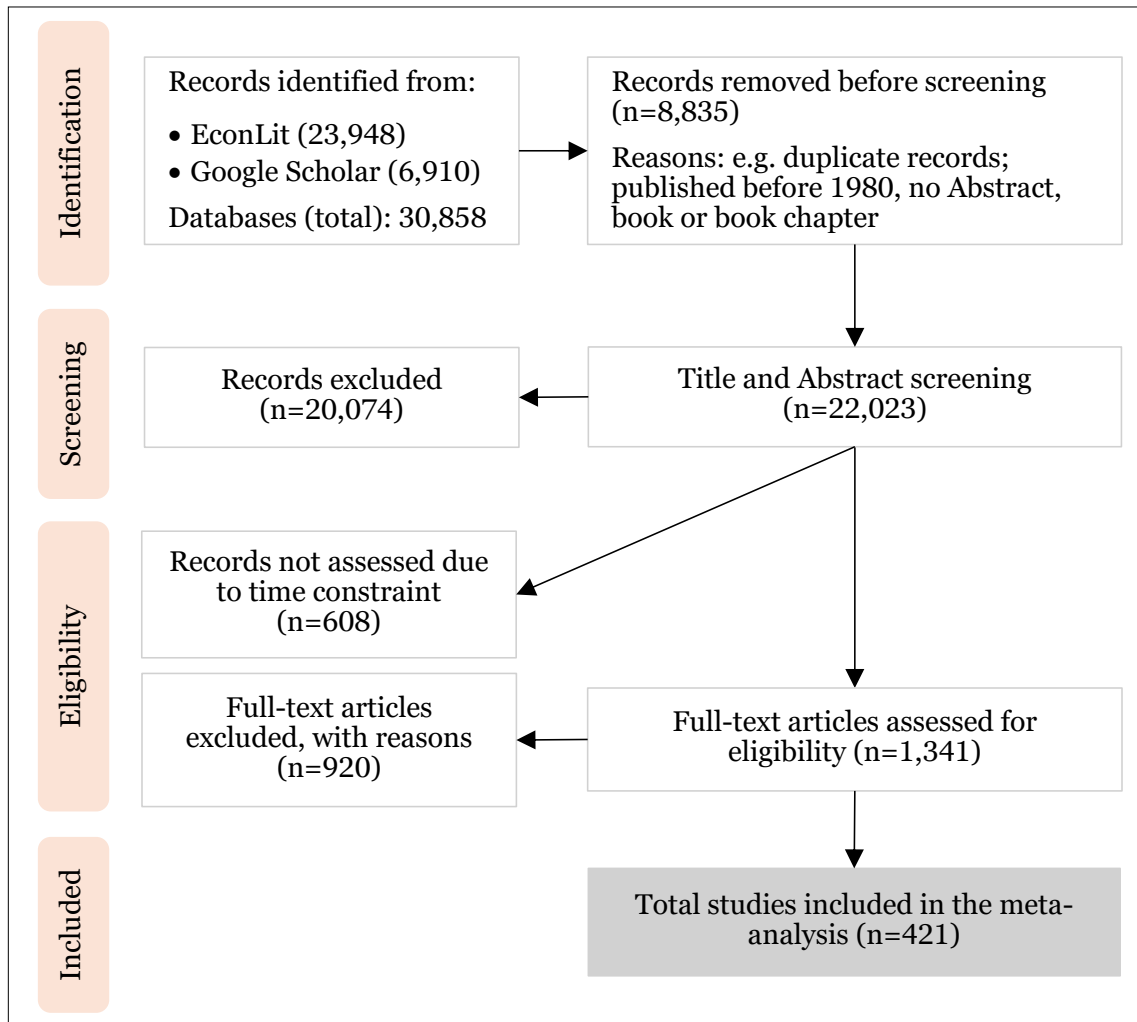 Identification
Records identified from:
• EconLit (23,948)
• Google Scholar (6,910)
Databases (total): 30,858
Records removed before screening
(n=8,835)
Reasons: e.g. duplicate records;
published before 1980, no Abstract,
book or book chapter
Screening
Records excluded
(n=20,074)
Title and Abstract screening
(n=22,023)
Eligibility
Records not assessed due
to time constraint
(n=608)
Full-text articles
excluded, with reasons
(n=920)
Full-text articles assessed for
eligibility (n=1,341)
Included
Total studies included in the meta-
analysis (n=421)